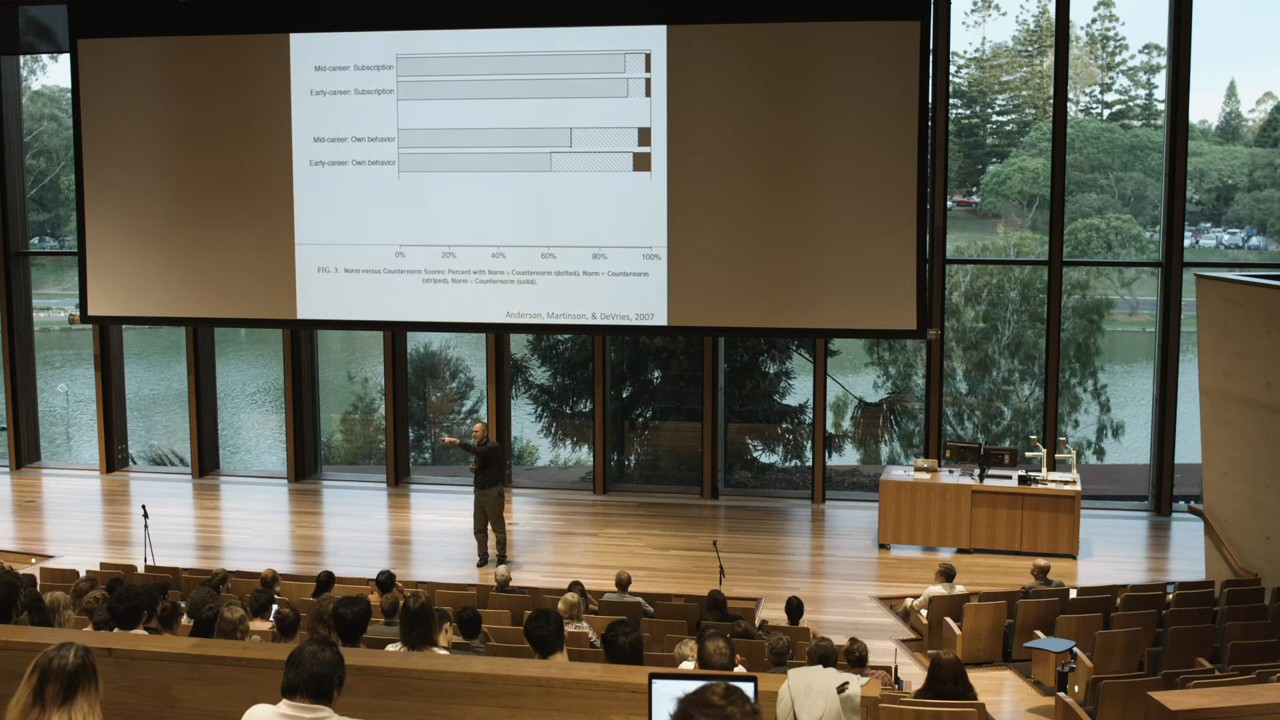 Mid-career: Subscription
Early-career: Subscription
Mid-career: Own behavior
Early-career: Own behavior
0% 20% 40% 60% 80% 100%
FIG. 3. Norm versus Counternorm Scores: Percent with Norm > Counternorm (dotted), Norm = Counternorm
(striped), Norm < Counternorm (solid).
Anderson, Martinson, & DeVries, 2007